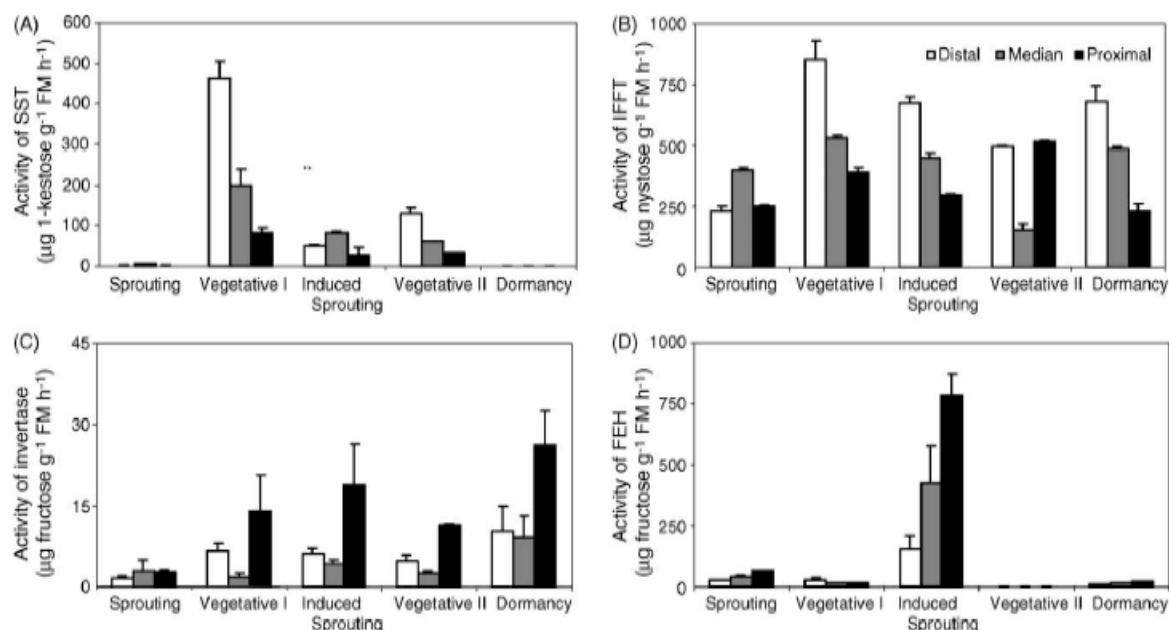 (A)
600
500
400
300
200
100
0
Activity of SST
(µg 1-kestose g⁻¹ FM h⁻¹)
Sprouting Vegetative I Induced Vegetative II Dormancy
Sprouting
(B)
1000
750
500
250
000
Activity of IFFT
(µg nystose g⁻¹ FM h⁻¹)
Distal Median Proximal
Sprouting Vegetative I Induced Vegetative II Dormancy
Sprouting
(C)
45
30
15
0
Activity of invertase
(µg fructose g⁻¹ FM h⁻¹)
Sprouting Vegetative I Induced Vegetative II Dormancy
Sprouting
(D)
1000
750
500
250
0
Activity of FEH
(µg fructose g⁻¹ FM h⁻¹)
Sprouting Vegetative I Induced Vegetative II Dormancy
Sprouting